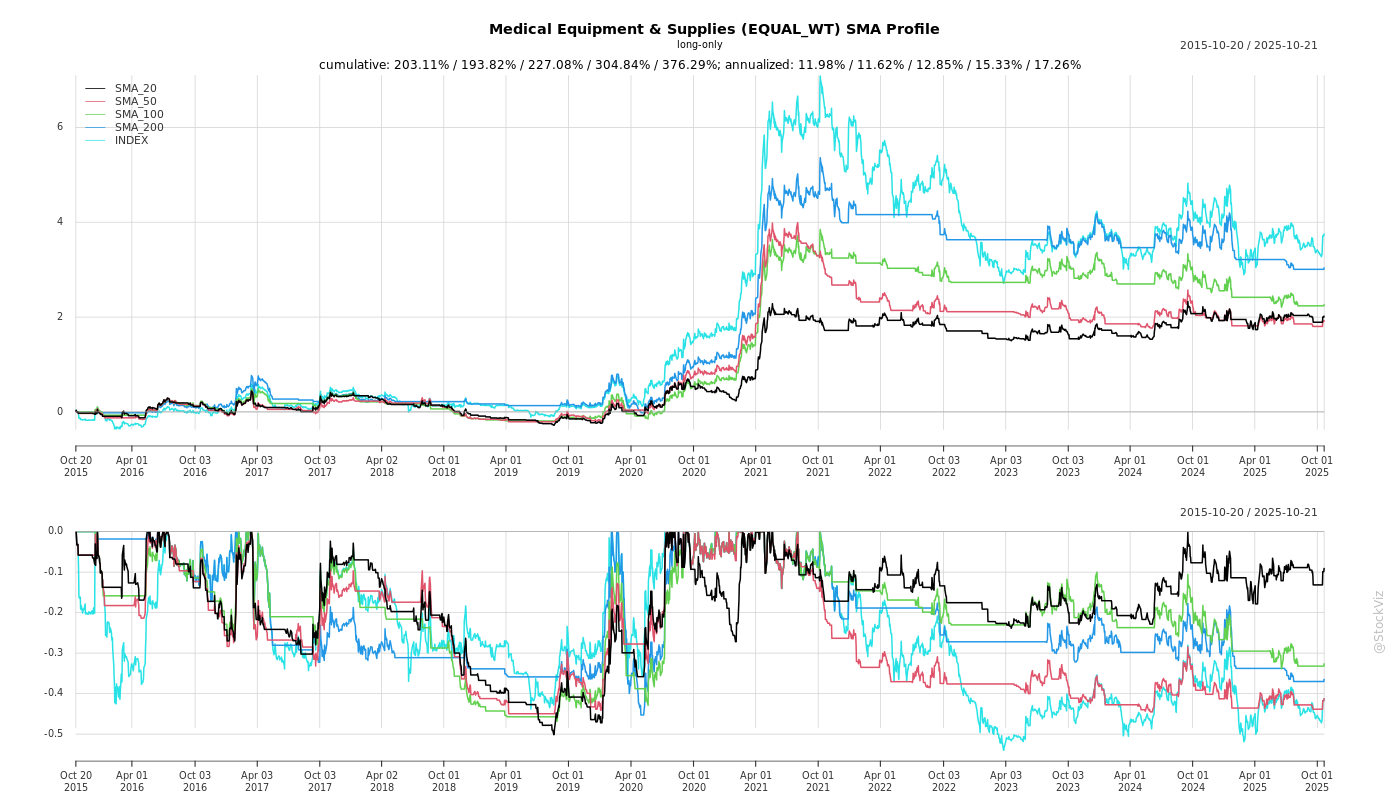 Medical Equipment & Supplies (EQUAL_WT) SMA Profile
long-only
2015-10-20 / 2025-10-21
cumulative: 203.11% / 193.82% / 227.08% / 304.84% / 376.29%; annualized: 11.98% / 11.62% / 12.85% / 15.33% / 17.26%
SMA_20
SMA_50
SMA_100
SMA_200
INDEX
6
4
2
0
Oct 20 Apr 01 Oct 03 Apr 03 Oct 03 Apr 02 Oct 01 Apr 01 Oct 01 Apr 01 Oct 01 Apr 01 Oct 01 Apr 01 Oct 03 Apr 03 Oct 03 Apr 01 Oct 01 Apr 01 Oct 01
2015 2016 2016 2017 2017 2018 2018 2019 2019 2020 2020 2021 2021 2022 2022 2023 2023 2024 2024 2025 2025
2015-10-20 / 2025-10-21
0.0
-0.1
-0.2
-0.3
-0.4
-0.5
Oct 20 Apr 01 Oct 03 Apr 03 Oct 03 Apr 02 Oct 01 Apr 01 Oct 01 Apr 01 Oct 01 Apr 01 Oct 01 Apr 01 Oct 03 Apr 03 Oct 03 Apr 01 Oct 01 Apr 01 Oct 01
2015 2016 2016 2017 2017 2018 2018 2019 2019 2020 2020 2021 2021 2022 2022 2023 2023 2024 2024 2025 2025
@StockViz